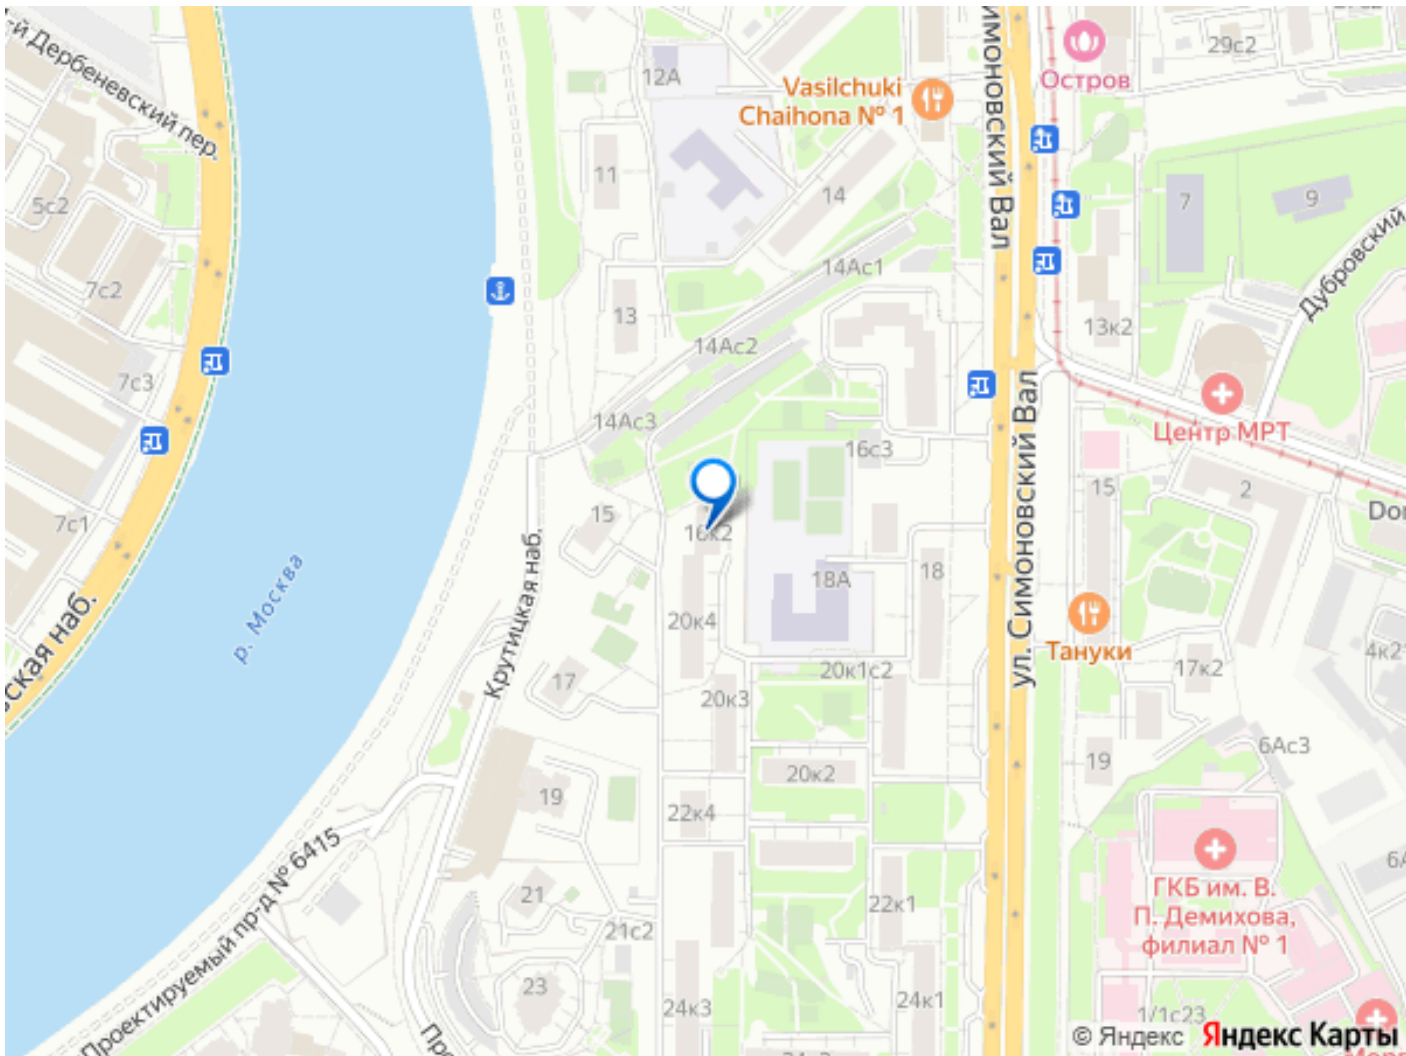 -й Дербеневский пер.
5с2
7с2
7с3
7с1
ская наб.
р. Москва
12А
Vasilchuki
Chaihona № 1
11
14
13
14Ас1
14Ас2
14Ас3
имоновский Вал
29с2
Остров
7
9
Дубровский
13к2
Центр МРТ
16с3
15
16к2
Крутицкая наб.
18А
18
20к4
ул. Симоновский Вал
15
2
Тануки
4к2
17
20к1с2
20к3
17к2
20к2
6Ас3
19
19
22к4
Проектируемый пр-д № 6415
ГКБ им. В.
П. Демихова,
филиал № 1
21
21с2
22к1
23
24к3
24к1
1/1с23
© Яндекс Яндекс Карты